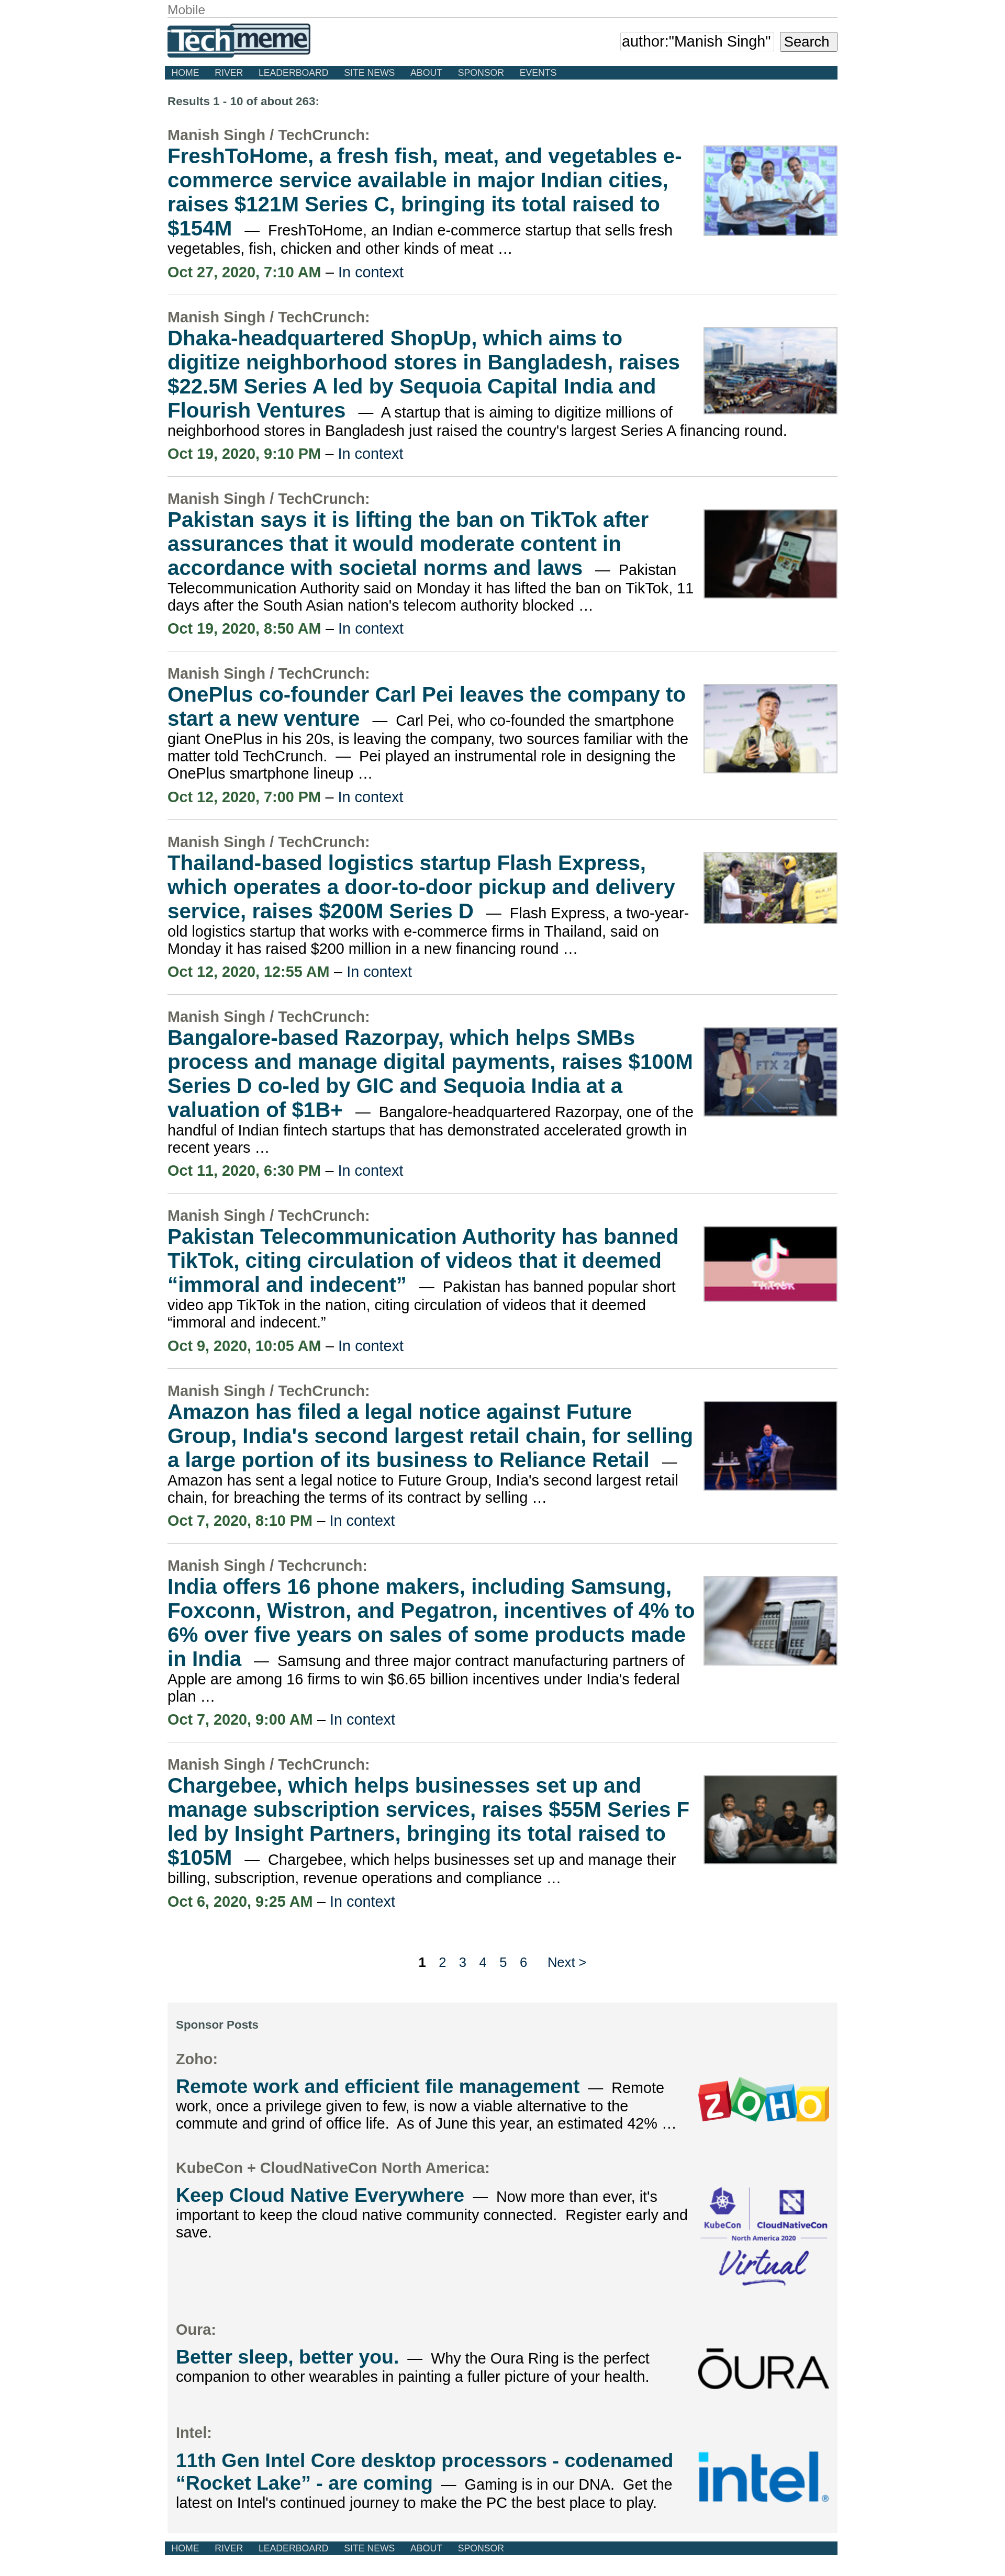 Mobile
Techmeme
author:"Manish Singh" Search
HOME RIVER LEADERBOARD SITE NEWS ABOUT SPONSOR EVENTS
Results 1 - 10 of about 263:
Manish Singh / TechCrunch:
FreshToHome, a fresh fish, meat, and vegetables e-
commerce service available in major Indian cities,
raises $121M Series C, bringing its total raised to
$154M — FreshToHome, an Indian e-commerce startup that sells fresh
vegetables, fish, chicken and other kinds of meat …
Oct 27, 2020, 7:10 AM – In context
Manish Singh / TechCrunch:
Dhaka-headquartered ShopUp, which aims to
digitize neighborhood stores in Bangladesh, raises
$22.5M Series A led by Sequoia Capital India and
Flourish Ventures — A startup that is aiming to digitize millions of
neighborhood stores in Bangladesh just raised the country's largest Series A financing round.
Oct 19, 2020, 9:10 PM – In context
Manish Singh / TechCrunch:
Pakistan says it is lifting the ban on TikTok after
assurances that it would moderate content in
accordance with societal norms and laws — Pakistan
Telecommunication Authority said on Monday it has lifted the ban on TikTok, 11
days after the South Asian nation's telecom authority blocked …
Oct 19, 2020, 8:50 AM – In context
Manish Singh / TechCrunch:
OnePlus co-founder Carl Pei leaves the company to
start a new venture — Carl Pei, who co-founded the smartphone
giant OnePlus in his 20s, is leaving the company, two sources familiar with the
matter told TechCrunch. — Pei played an instrumental role in designing the
OnePlus smartphone lineup …
Oct 12, 2020, 7:00 PM – In context
Manish Singh / TechCrunch:
Thailand-based logistics startup Flash Express,
which operates a door-to-door pickup and delivery
service, raises $200M Series D — Flash Express, a two-year-
old logistics startup that works with e-commerce firms in Thailand, said on
Monday it has raised $200 million in a new financing round …
Oct 12, 2020, 12:55 AM – In context
Manish Singh / TechCrunch:
Bangalore-based Razorpay, which helps SMBs
process and manage digital payments, raises $100M
Series D co-led by GIC and Sequoia India at a
valuation of $1B+ — Bangalore-headquartered Razorpay, one of the
handful of Indian fintech startups that has demonstrated accelerated growth in
recent years …
FTX 2
Oct 11, 2020, 6:30 PM – In context
Manish Singh / TechCrunch:
Pakistan Telecommunication Authority has banned
TikTok, citing circulation of videos that it deemed
“immoral and indecent” — Pakistan has banned popular short
video app TikTok in the nation, citing circulation of videos that it deemed
“immoral and indecent.”
TikTok
Oct 9, 2020, 10:05 AM – In context
Manish Singh / TechCrunch:
Amazon has filed a legal notice against Future
Group, India's second largest retail chain, for selling
a large portion of its business to Reliance Retail —
Amazon has sent a legal notice to Future Group, India's second largest retail
chain, for breaching the terms of its contract by selling …
Oct 7, 2020, 8:10 PM – In context
Manish Singh / Techcrunch:
India offers 16 phone makers, including Samsung,
Foxconn, Wistron, and Pegatron, incentives of 4% to
6% over five years on sales of some products made
in India — Samsung and three major contract manufacturing partners of
Apple are among 16 firms to win $6.65 billion incentives under India's federal
plan …
Oct 7, 2020, 9:00 AM – In context
Manish Singh / TechCrunch:
Chargebee, which helps businesses set up and
manage subscription services, raises $55M Series F
led by Insight Partners, bringing its total raised to
$105M — Chargebee, which helps businesses set up and manage their
billing, subscription, revenue operations and compliance …
Oct 6, 2020, 9:25 AM – In context
1 2 3 4 5 6 Next >
Sponsor Posts
Zoho:
Remote work and efficient file management — Remote
work, once a privilege given to few, is now a viable alternative to the
commute and grind of office life. As of June this year, an estimated 42% …
ZOHO
KubeCon + CloudNativeCon North America:
Keep Cloud Native Everywhere — Now more than ever, it's
important to keep the cloud native community connected. Register early and
save.
KubeCon CloudNativeCon
North America 2020
Virtual
Oura:
Better sleep, better you. — Why the Oura Ring is the perfect
companion to other wearables in painting a fuller picture of your health.
ŌURA
Intel:
11th Gen Intel Core desktop processors - codenamed
“Rocket Lake” - are coming — Gaming is in our DNA. Get the
latest on Intel's continued journey to make the PC the best place to play.
intel®
HOME RIVER LEADERBOARD SITE NEWS ABOUT SPONSOR